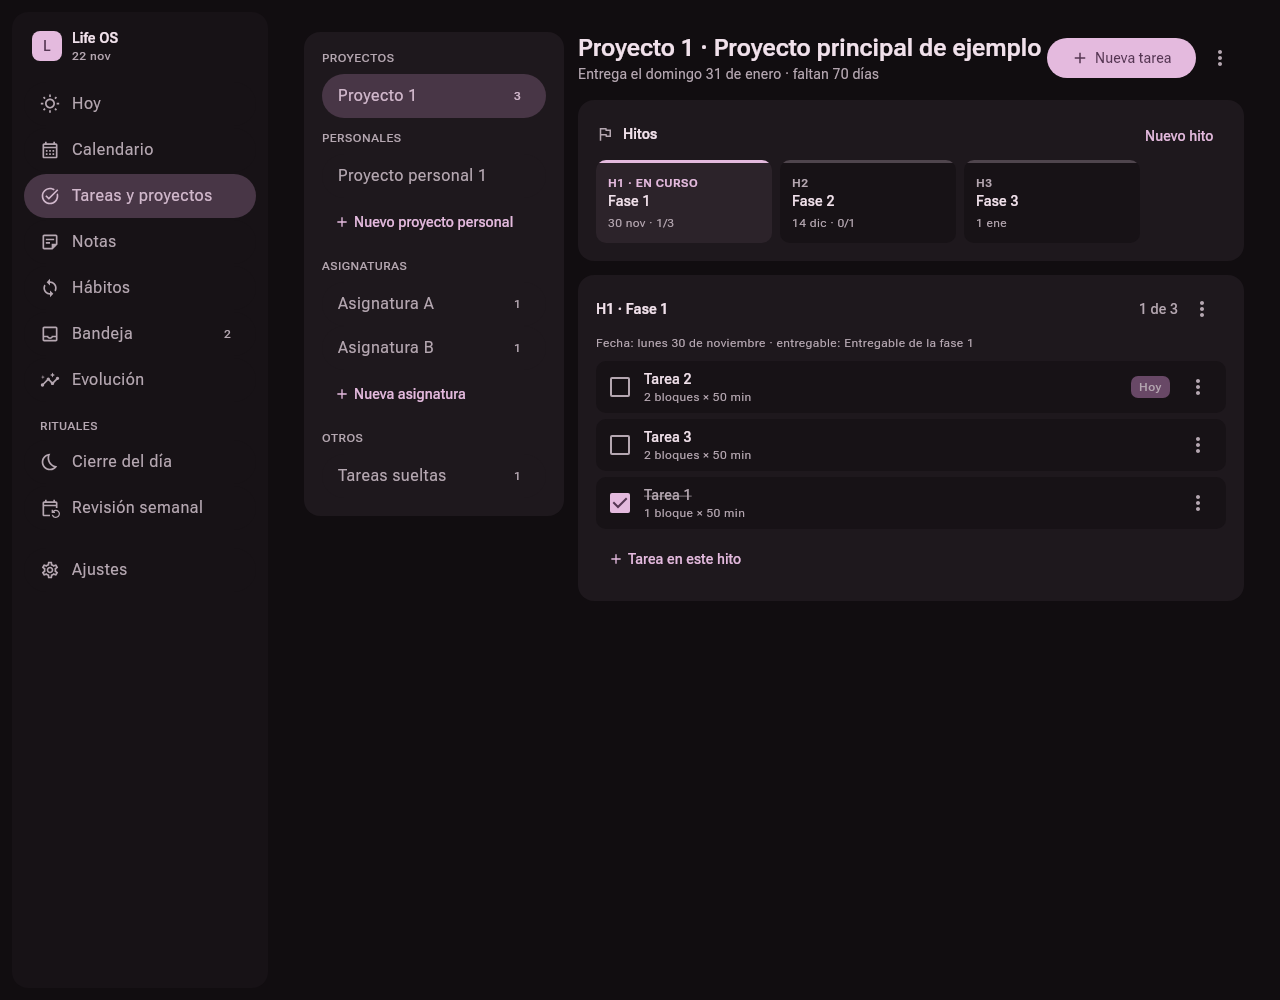 L
Life OS
22 nov
Hoy
Calendario
Tareas y proyectos
Notas
Hábitos
Bandeja 2
Evolución
RITUALES
Cierre del día
Revisión semanal
Ajustes
PROYECTOS
Proyecto 1 3
PERSONALES
Proyecto personal 1
+ Nuevo proyecto personal
ASIGNATURAS
Asignatura A 1
Asignatura B 1
+ Nueva asignatura
OTROS
Tareas sueltas 1
Proyecto 1 · Proyecto principal de ejemplo
Entrega el domingo 31 de enero · faltan 70 días
+ Nueva tarea
Hitos
Nuevo hito
H1 · EN CURSO
Fase 1
30 nov · 1/3
H2
Fase 2
14 dic · 0/1
H3
Fase 3
1 ene
H1 · Fase 1
1 de 3
Fecha: lunes 30 de noviembre · entregable: Entregable de la fase 1
Tarea 2
2 bloques × 50 min
Hoy
Tarea 3
2 bloques × 50 min
Tarea 1
1 bloque × 50 min
+ Tarea en este hito